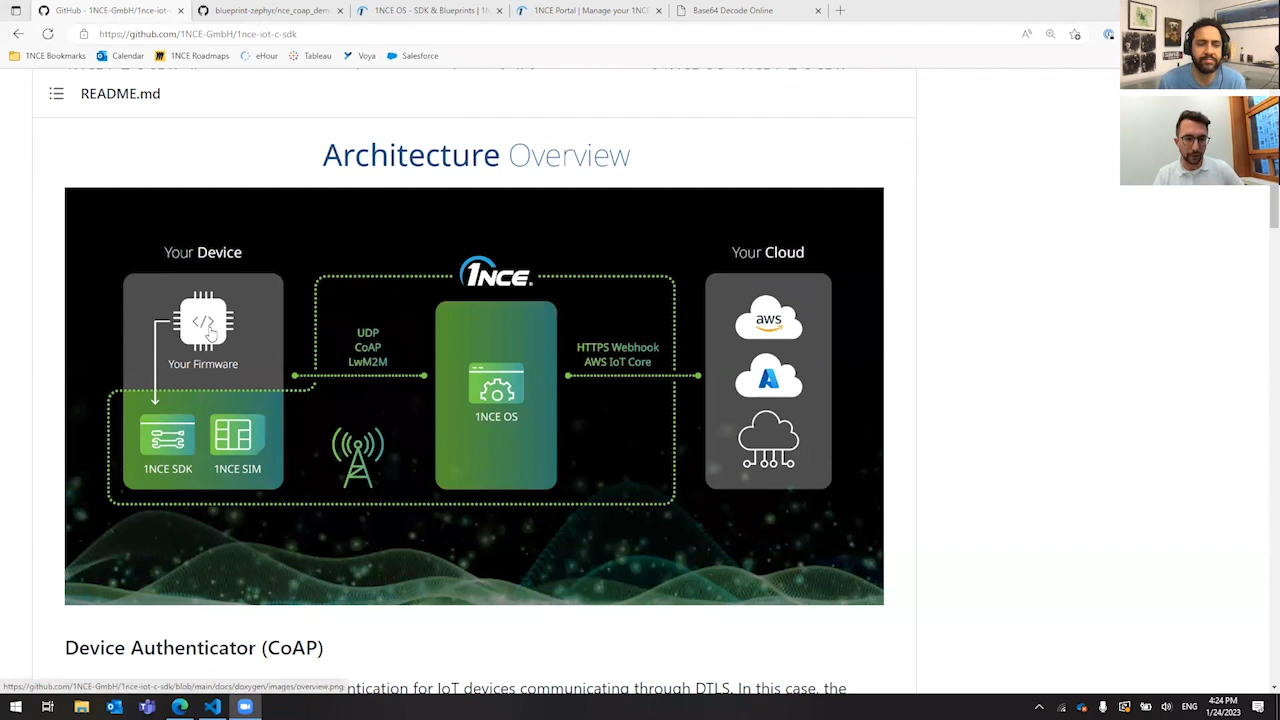 GitHub - 1NCE-GmbH/1nce-iot-c
blueprint-zephyr/nce_coap_dem
1NCE OS - SDK & Blueprints | 1N
1NCE Portal | Manage your 1NCE
Base64 Decode Online
https://github.com/1NCE-GmbH/1nce-iot-c-sdk
1NCE Bookmarks
Calendar
1NCE Roadmaps
eHour
Tableau
Voya
Salesforce
README.md
Architecture Overview
Your Device
1NCE
Your Cloud
Your Firmware
UDP
CoAP
LwM2M
HTTPS Webhook
AWS IoT Core
aws
1NCE OS
1NCE SDK
1NCE SIM
Device Authenticator (CoAP)
https://github.com/1NCE-GmbH/1nce-iot-c-sdk/blob/main/docs/doxygen/images/overview.png
ntication for IoT devices communicating through DTLS. In this case, the
ENG
4:24 PM
1/24/2023